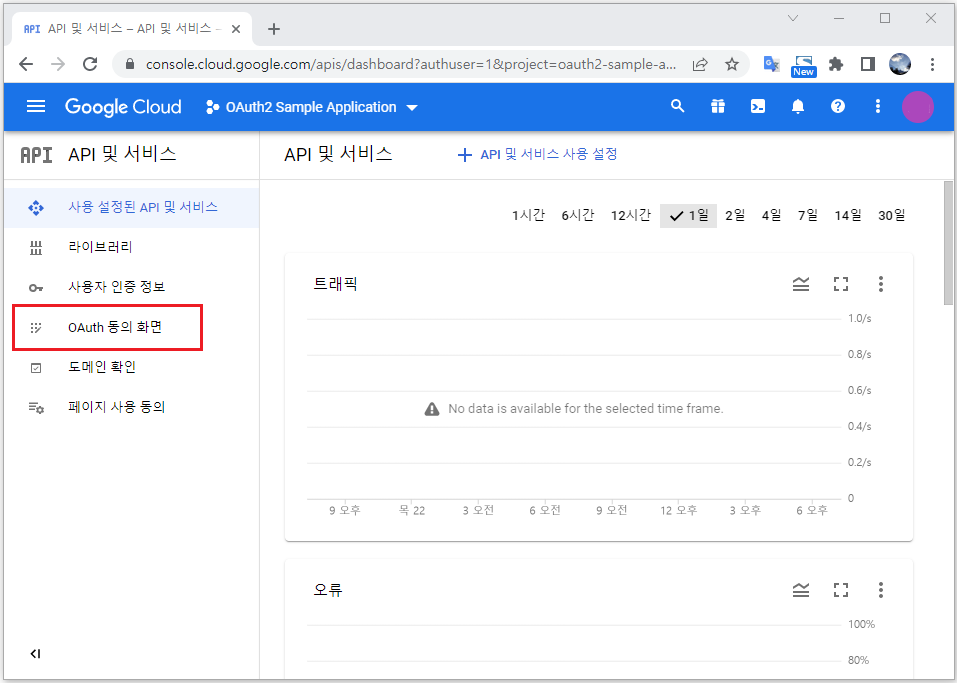 API API 및 서비스 – API 및 서비스 –
console.cloud.google.com/apis/dashboard?authuser=1&project=oauth2-sample-a...
New
Google Cloud
OAuth2 Sample Application
API API 및 서비스
API 및 서비스
API 및 서비스 사용 설정
사용 설정된 API 및 서비스
라이브러리
사용자 인증 정보
OAuth 동의 화면
도메인 확인
페이지 사용 동의
1시간 6시간 12시간 1일 2일 4일 7일 14일 30일
트래픽
1.0/s
0.8/s
0.6/s
No data is available for the selected time frame.
0.4/s
0.2/s
0
9 오후 목 22 3 오전 6 오전 9 오전 12 오후 3 오후 6 오후
오류
100%
80%